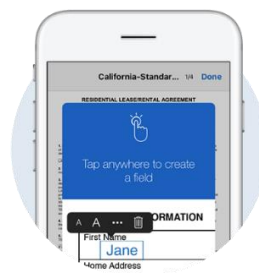 California-Standar... 1/4 Done
RESIDENTIAL LEASE/RENTAL AGREEMENT
Tap anywhere to create
a field
A A •••
ORMATION
First Name
Jane
Home Address